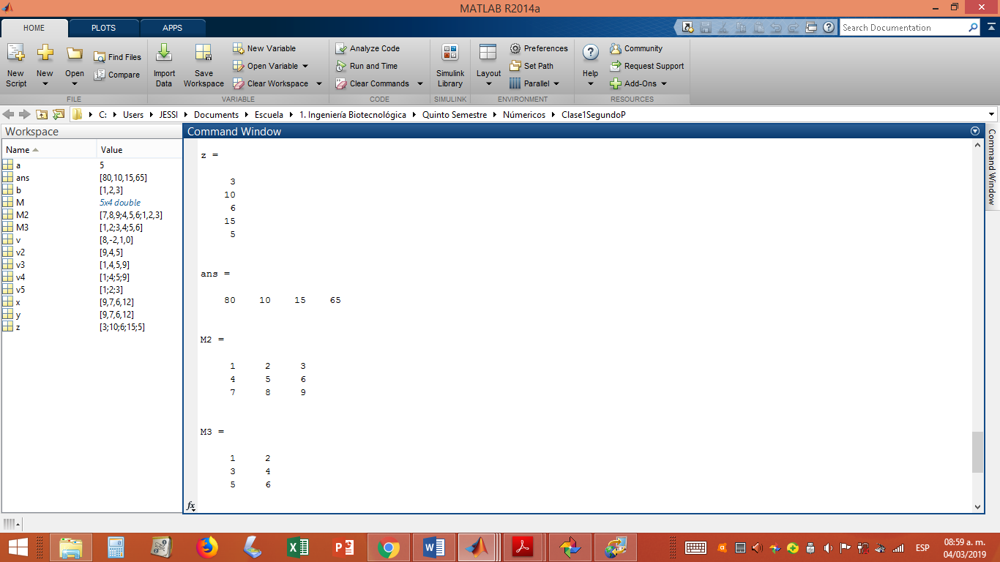 MATLAB R2014a
HOME PLOTS APPS
Search Documentation
New Script
New
Open
Find Files
Compare
FILE
Import Data
Save Workspace
New Variable
Open Variable
Clear Workspace
VARIABLE
Analyze Code
Run and Time
Clear Commands
CODE
Simulink Library
SIMULINK
Layout
Preferences
Set Path
Parallel
ENVIRONMENT
Help
Community
Request Support
Add-Ons
RESOURCES
C: Users JESSI Documents Escuela 1. Ingeniería Biotecnológica Quinto Semestre Númericos Clase1SegundoP
Workspace
Name Value
a 5
ans [80,10,15,65]
b [1,2,3]
M 5x4 double
M2 [7,8,9;4,5,6;1,2,3]
M3 [1,2;3,4;5,6]
v [8,-2,1,0]
v2 [9,4,5]
v3 [1,4,5,9]
v4 [1;4;5;9]
v5 [1;2;3]
x [9,7,6,12]
y [9,7,6,12]
z [3;10;6;15;5]
Command Window
z =
3
10
6
15
5
ans =
80 10 15 65
M2 =
1 2 3
4 5 6
7 8 9
M3 =
1 2
3 4
5 6
fx
Command Window
ESP
08:59 a. m.
04/03/2019